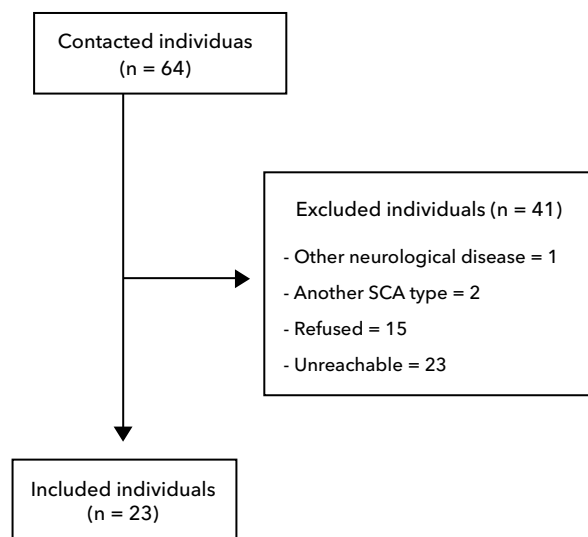 Contacted individuas
(n = 64)
Excluded individuals (n = 41)
- Other neurological disease = 1
- Another SCA type = 2
- Refused = 15
- Unreachable = 23
Included individuals
(n = 23)